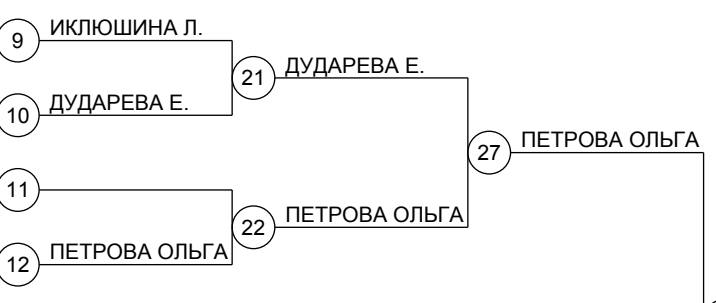 9 ИКЛЮШИНА Л.
21 ДУДАРЕВА Е.
10 ДУДАРЕВА Е.
27 ПЕТРОВА ОЛЬГА
11
22 ПЕТРОВА ОЛЬГА
12 ПЕТРОВА ОЛЬГА